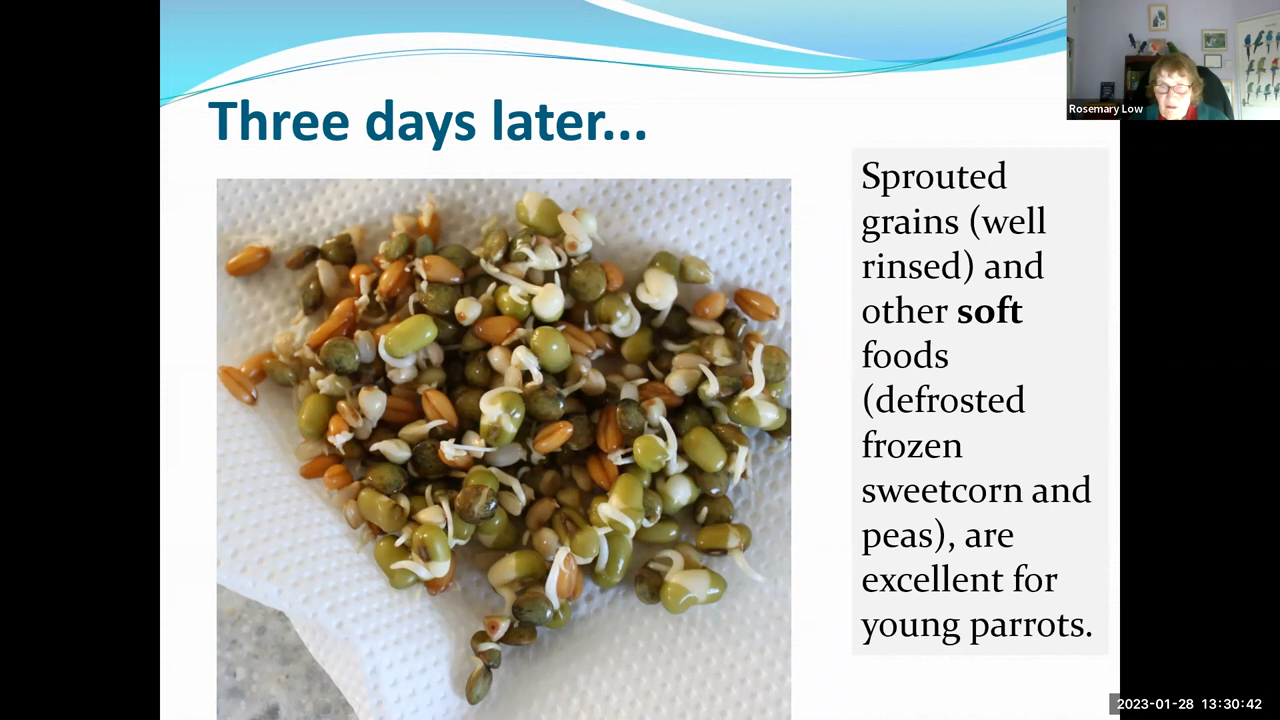 Three days later...
Rosemary Low
Sprouted
grains (well
rinsed) and
other soft
foods
(defrosted
frozen
sweetcorn and
peas), are
excellent for
young parrots.
2023-01-28 13:30:42